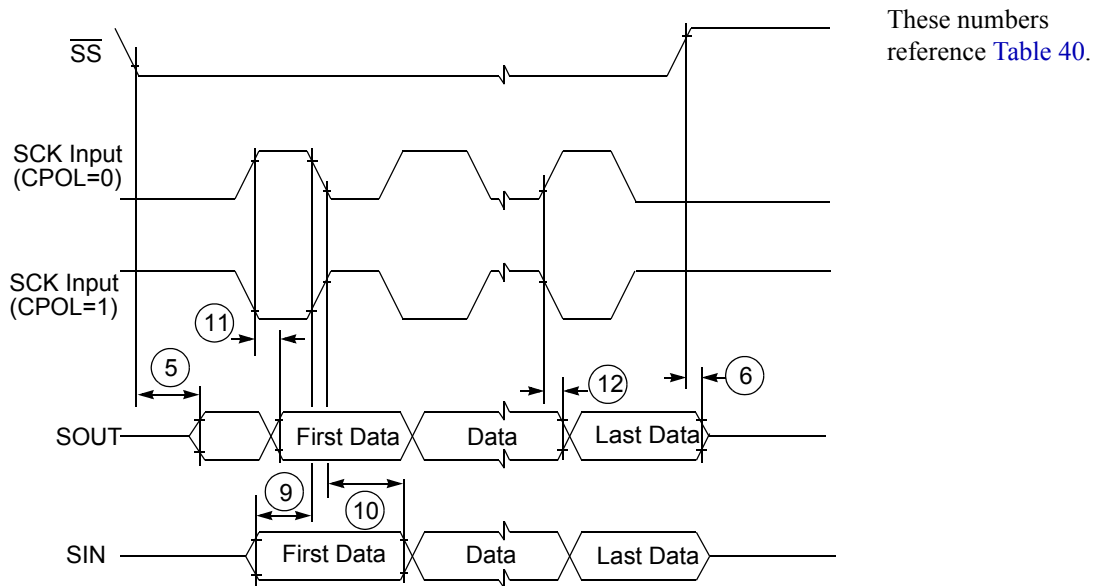 These numbers
reference Table 40.
SS
SCK Input
(CPOL=0)
SCK Input
(CPOL=1)
11
5
12
6
SOUT
First Data
Data
Last Data
9
10
SIN
First Data
Data
Last Data